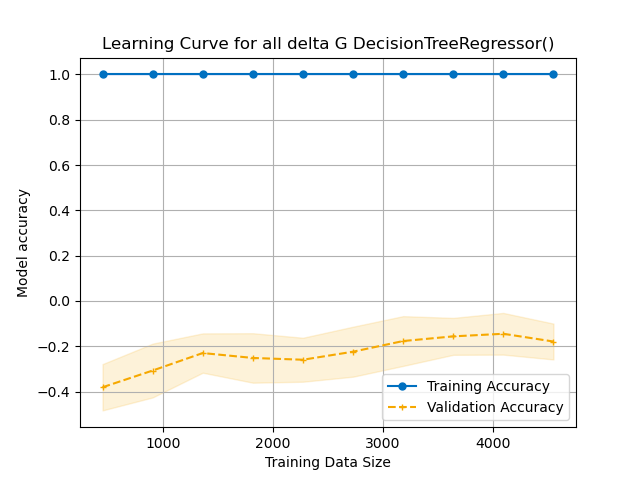 Learning Curve for all delta G DecisionTreeRegressor()
1.0
0.8
0.6
0.4
0.2
0.0
−0.2
−0.4
Model accuracy
Training Accuracy
Validation Accuracy
1000 2000 3000 4000
Training Data Size